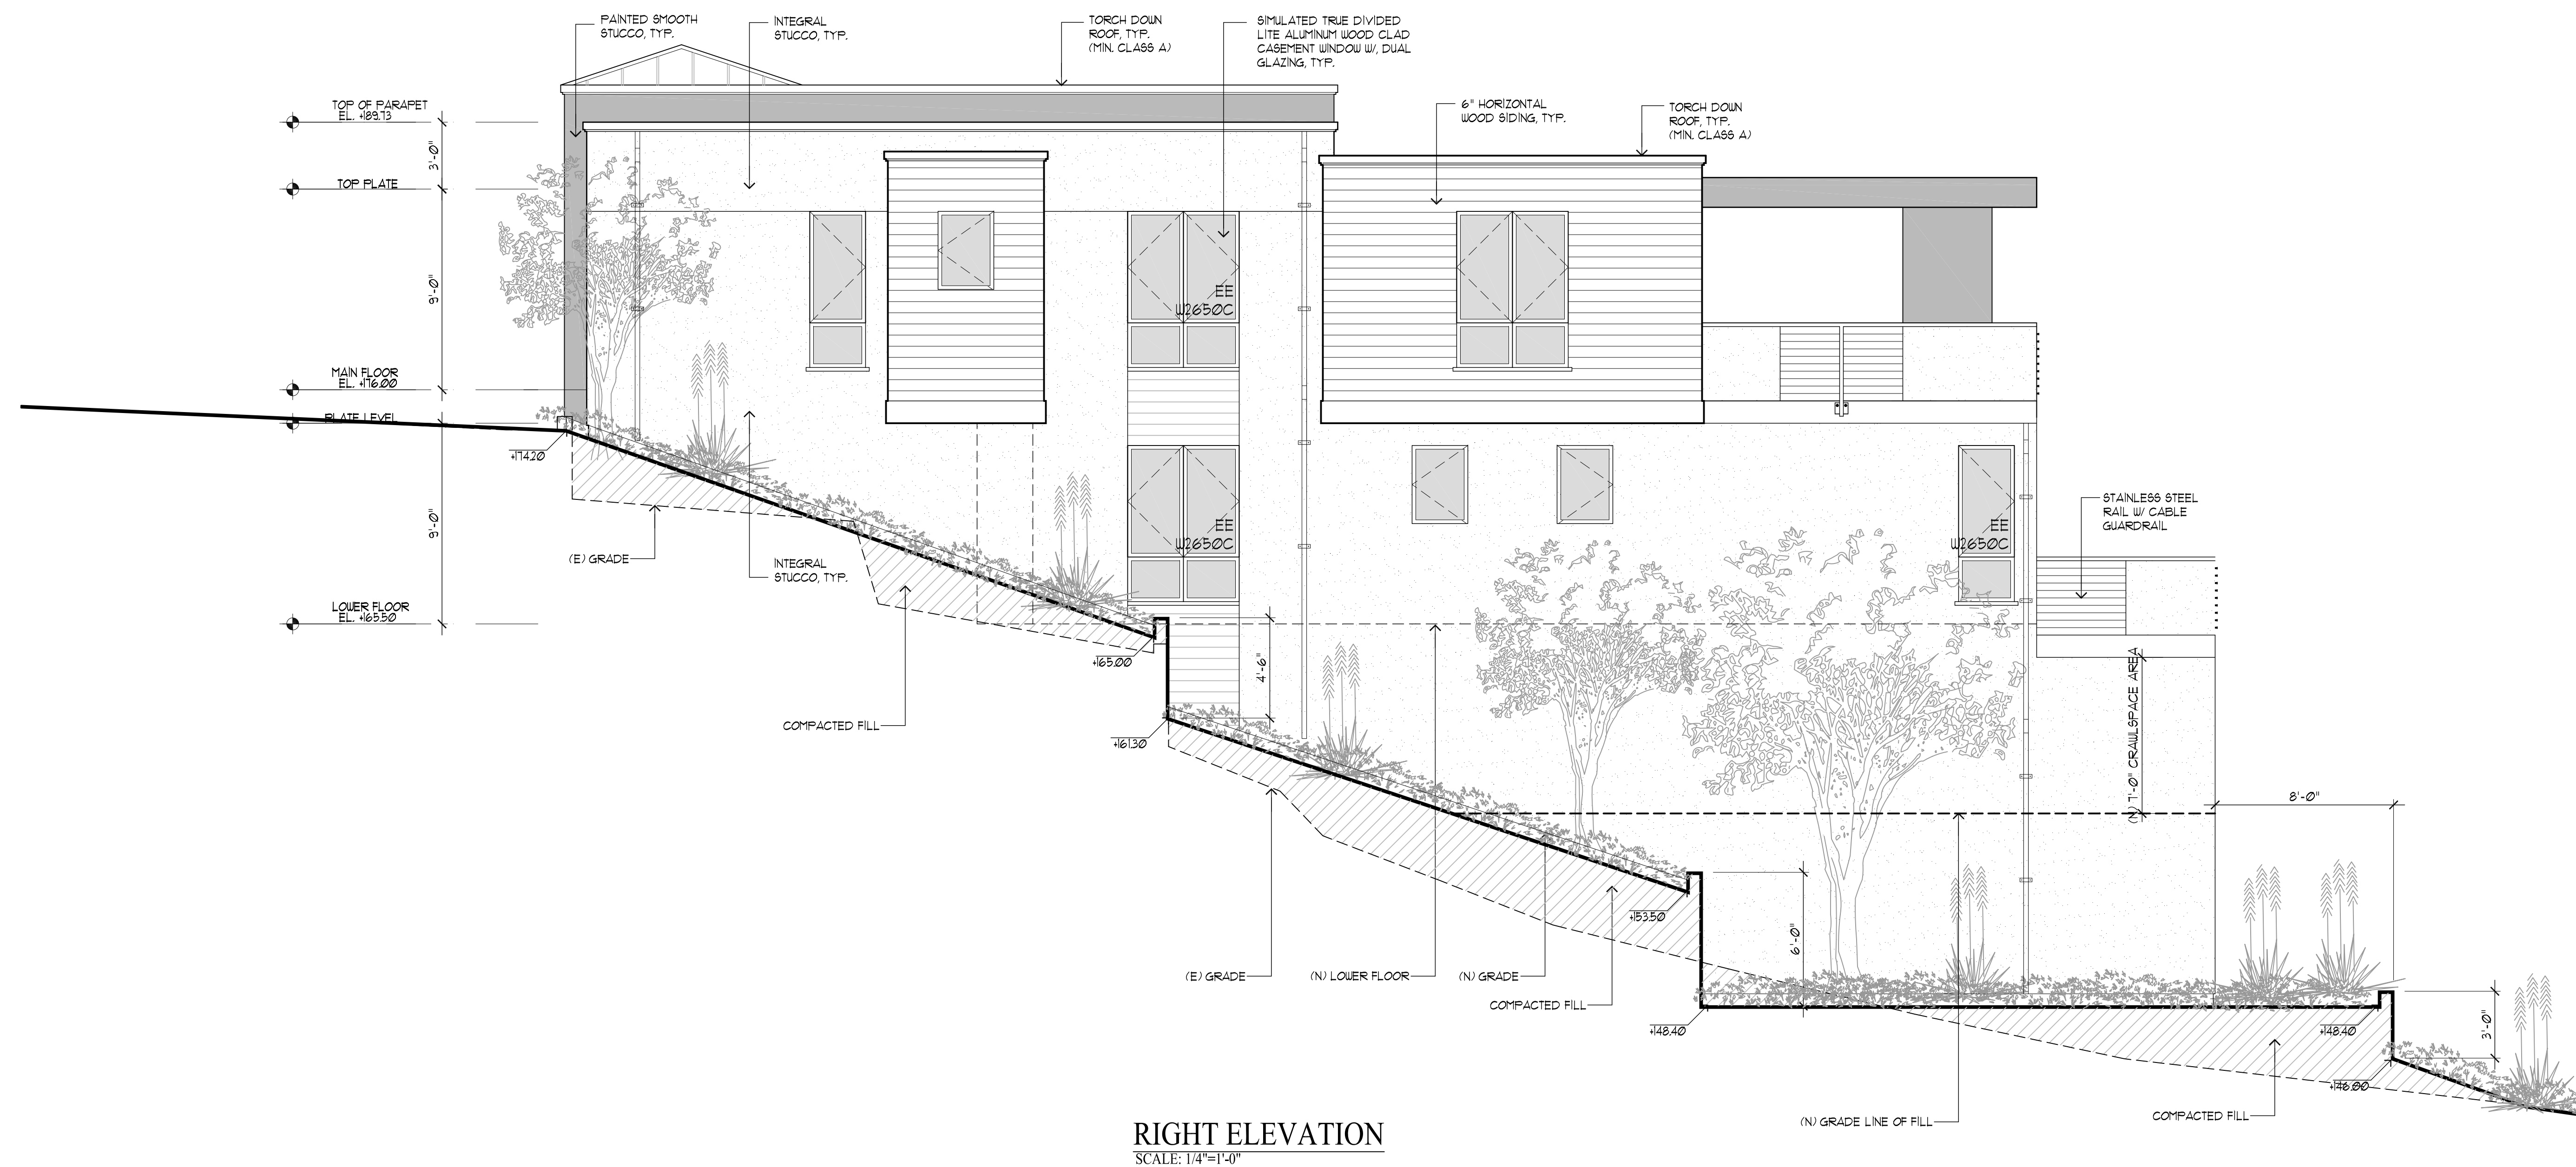 PAINTED SMOOTH
STUCCO, TYP.
INTEGRAL
STUCCO, TYP.
TORCH DOWN
ROOF, TYP.
(MIN. CLASS A)
SIMULATED TRUE DIVIDED
LITE ALUMINUM WOOD CLAD
CASEMENT WINDOW W/, DUAL
GLAZING, TYP.
6" HORIZONTAL
WOOD SIDING, TYP.
TORCH DOWN
ROOF, TYP.
(MIN. CLASS A)
TOP OF PARAPET
EL. +189.73
3'-0"
TOP PLATE
9'-0"
MAIN FLOOR
EL. +176.00
PLATE LEVEL
9'-0"
LOWER FLOOR
EL. +165.50
EE
W2650C
EE
W2650C
EE
W2650C
+174.20
(E) GRADE
INTEGRAL
STUCCO, TYP.
COMPACTED FILL
+165.00
4'-6"
+161.30
STAINLESS STEEL
RAIL W/ CABLE
GUARDRAIL
(N) 7'-0" CRAWLSPACE AREA
8'-0"
(E) GRADE
(N) LOWER FLOOR
(N) GRADE
COMPACTED FILL
+153.50
6'-0"
+148.40
+148.40
3'-0"
+146.00
(N) GRADE LINE OF FILL
COMPACTED FILL
RIGHT ELEVATION
SCALE: 1/4"=1'-0"